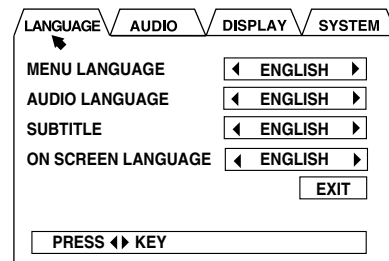 LANGUAGE AUDIO DISPLAY SYSTEM
MENU LANGUAGE ENGLISH
AUDIO LANGUAGE ENGLISH
SUBTITLE ENGLISH
ON SCREEN LANGUAGE ENGLISH
EXIT
PRESS ◀▶ KEY